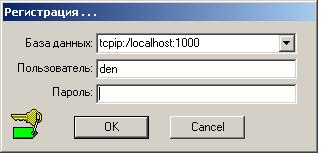 Регистрация ...
База данных: tcpip:/localhost:1000
Пользователь: den
Пароль:
OK Cancel